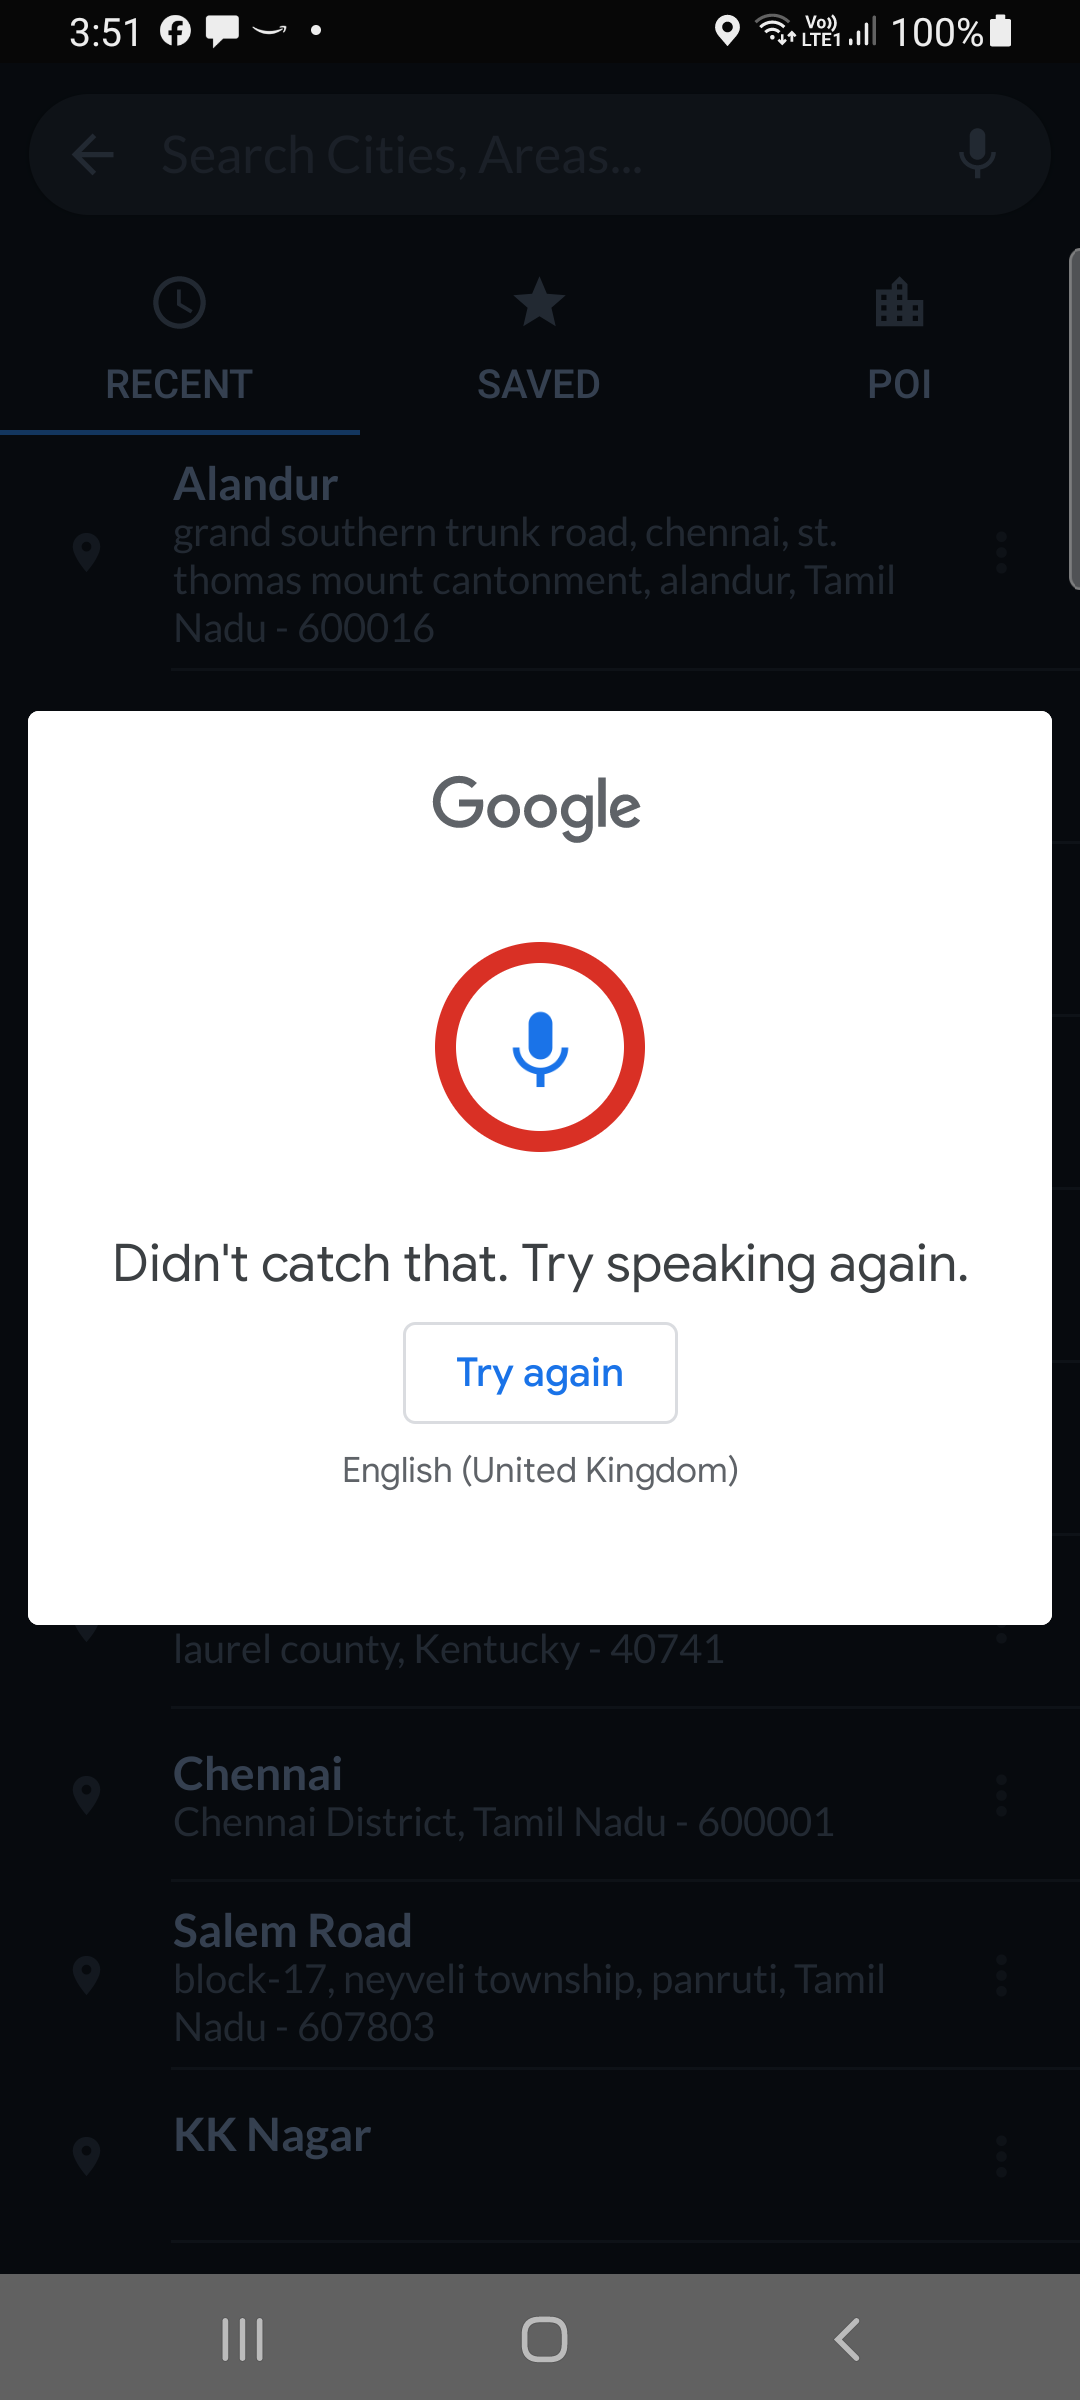 3:51
Vo))
LTE1
100%
Search Cities, Areas...
RECENT
SAVED
POI
Alandur
grand southern trunk road, chennai, st.
thomas mount cantonment, alandur, Tamil
Nadu - 600016
Google
Didn't catch that. Try speaking again.
Try again
English (United Kingdom)
laurel county, Kentucky - 40741
Chennai
Chennai District, Tamil Nadu - 600001
Salem Road
block-17, neyveli township, panruti, Tamil
Nadu - 607803
KK Nagar